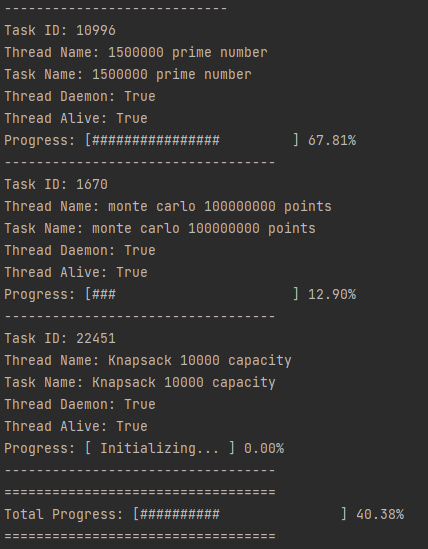 ----------------------------
Task ID: 10996
Thread Name: 1500000 prime number
Task Name: 1500000 prime number
Thread Daemon: True
Thread Alive: True
Progress: [################         ] 67.81%
----------------------------------
Task ID: 1670
Thread Name: monte carlo 100000000 points
Task Name: monte carlo 100000000 points
Thread Daemon: True
Thread Alive: True
Progress: [###                      ] 12.90%
----------------------------------
Task ID: 22451
Thread Name: Knapsack 10000 capacity
Task Name: Knapsack 10000 capacity
Thread Daemon: True
Thread Alive: True
Progress: [ Initializing... ] 0.00%
----------------------------------
==================================
Total Progress: [##########               ] 40.38%
==================================